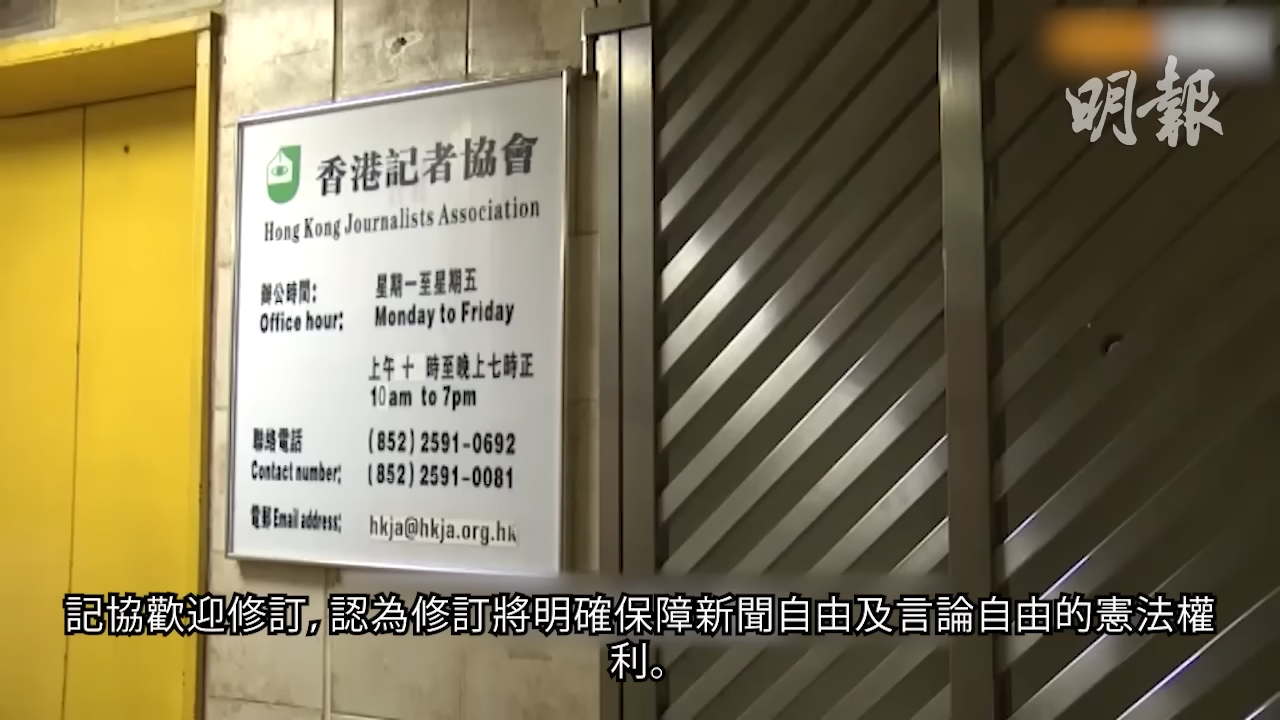 明報
香港記者協會
Hong Kong Journalists Association
辦公時間：
星期一至星期五
Office hour:
Monday to Friday
上午十 時至晚上七時正
10am to 7pm
聯絡電話
(852) 2591-0692
Contact number:
(852) 2591-0081
電郵 Email address:
hkja@hkja.org.hk
記協歡迎修訂, 認為修訂將明確保障新聞自由及言論自由的憲法權
利。